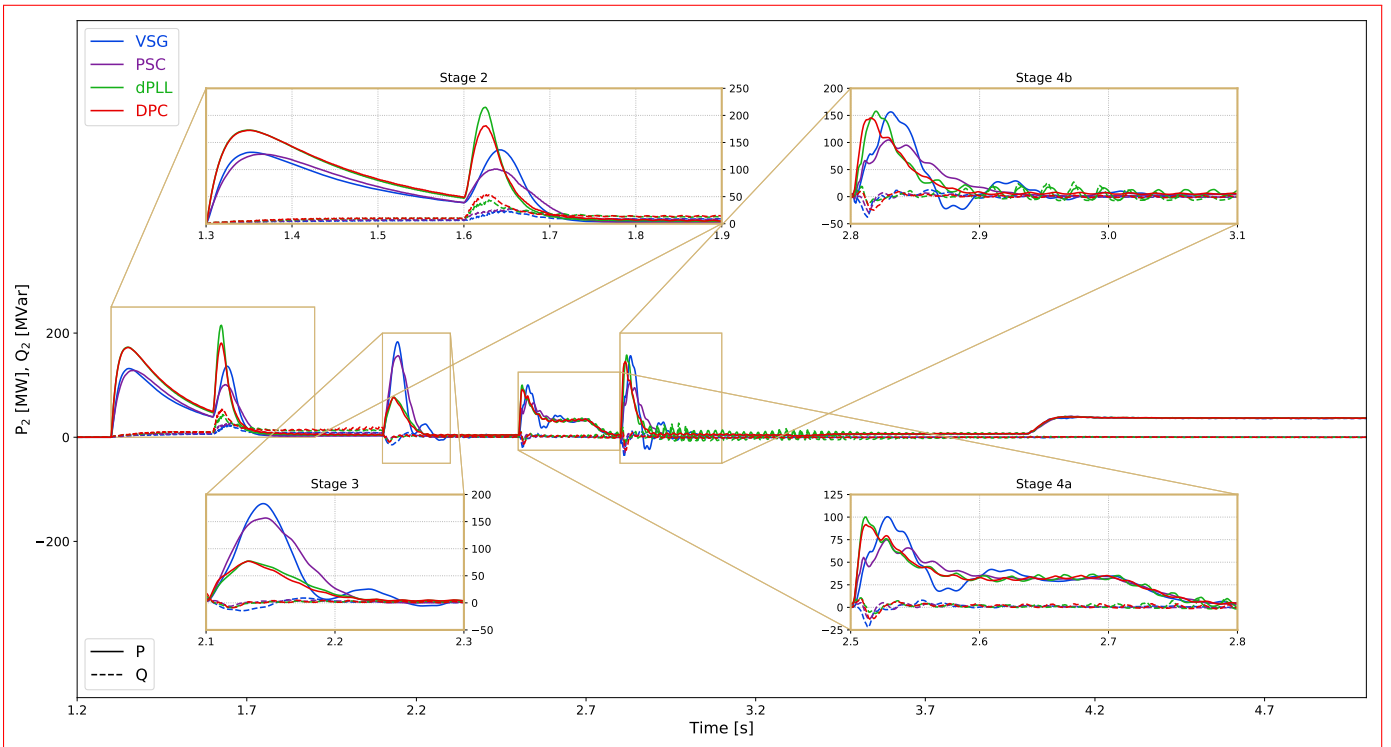 VSG
PSC
dPLL
DPC
Stage 2
250
200
150
100
50
0
1.3 1.4 1.5 1.6 1.7 1.8 1.9
Stage 4b
200
150
100
50
0
−50
2.8 2.9 3.0 3.1
P₂ [MW], Q₂ [MVar]
200
0
−200
Stage 3
200
150
100
50
0
−50
2.1 2.2 2.3
Stage 4a
125
100
75
50
25
0
−25
2.5 2.6 2.7 2.8
P
Q
1.2 1.7 2.2 2.7 3.2 3.7 4.2 4.7
Time [s]